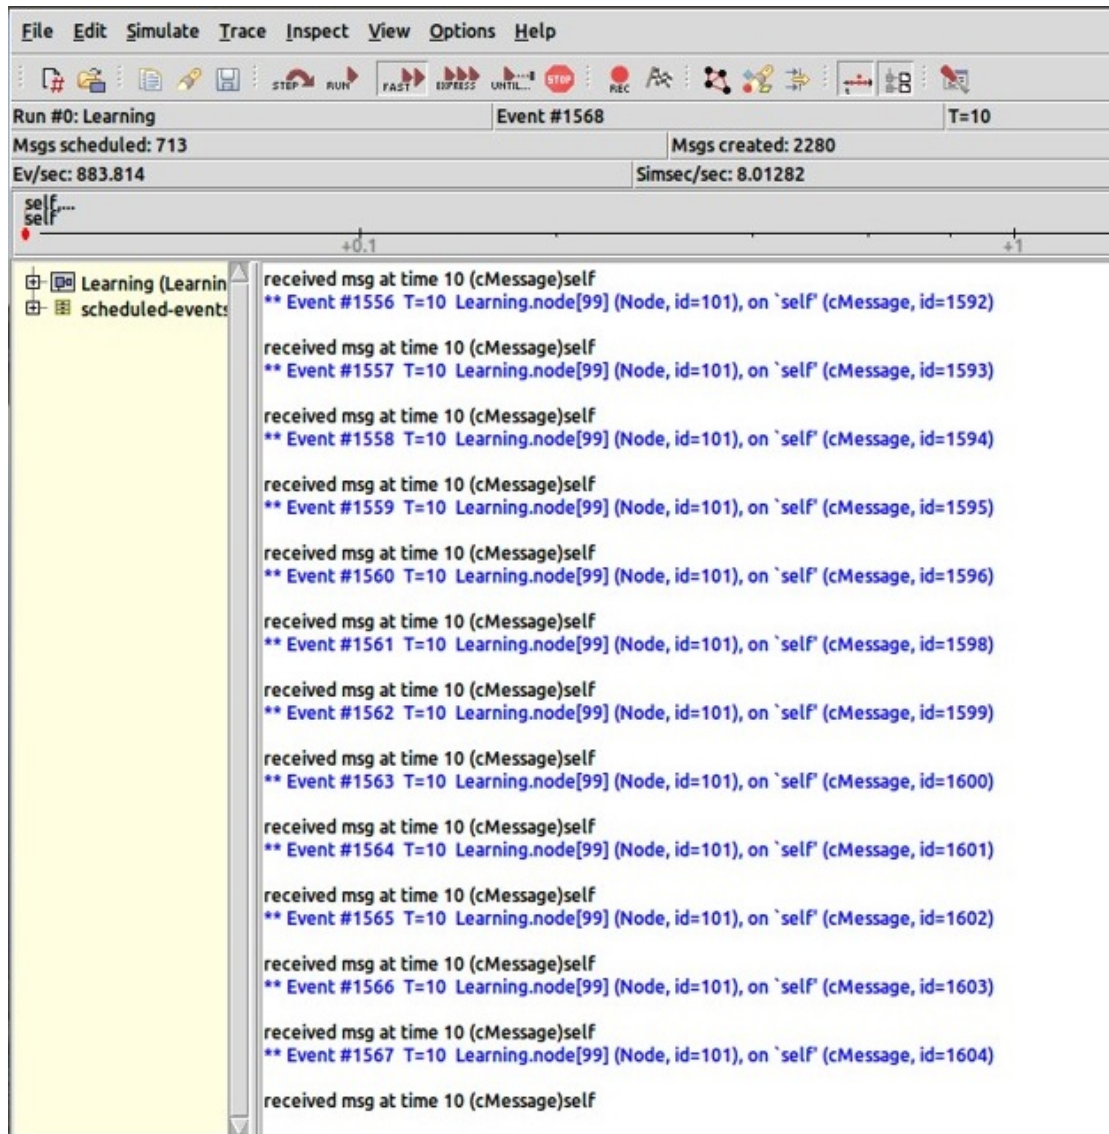 File Edit Simulate Trace Inspect View Options Help
STEP RUN FAST EXPRESS UNTIL... STOP REC
Run #0: Learning Event #1568 T=10
Msgs scheduled: 713 Msgs created: 2280
Ev/sec: 883.814 Simsec/sec: 8.01282
self,...
self
+0.1 +1
Learning (Learnin
scheduled-events
received msg at time 10 (cMessage)self
** Event #1556 T=10 Learning.node[99] (Node, id=101), on `self' (cMessage, id=1592)
received msg at time 10 (cMessage)self
** Event #1557 T=10 Learning.node[99] (Node, id=101), on `self' (cMessage, id=1593)
received msg at time 10 (cMessage)self
** Event #1558 T=10 Learning.node[99] (Node, id=101), on `self' (cMessage, id=1594)
received msg at time 10 (cMessage)self
** Event #1559 T=10 Learning.node[99] (Node, id=101), on `self' (cMessage, id=1595)
received msg at time 10 (cMessage)self
** Event #1560 T=10 Learning.node[99] (Node, id=101), on `self' (cMessage, id=1596)
received msg at time 10 (cMessage)self
** Event #1561 T=10 Learning.node[99] (Node, id=101), on `self' (cMessage, id=1598)
received msg at time 10 (cMessage)self
** Event #1562 T=10 Learning.node[99] (Node, id=101), on `self' (cMessage, id=1599)
received msg at time 10 (cMessage)self
** Event #1563 T=10 Learning.node[99] (Node, id=101), on `self' (cMessage, id=1600)
received msg at time 10 (cMessage)self
** Event #1564 T=10 Learning.node[99] (Node, id=101), on `self' (cMessage, id=1601)
received msg at time 10 (cMessage)self
** Event #1565 T=10 Learning.node[99] (Node, id=101), on `self' (cMessage, id=1602)
received msg at time 10 (cMessage)self
** Event #1566 T=10 Learning.node[99] (Node, id=101), on `self' (cMessage, id=1603)
received msg at time 10 (cMessage)self
** Event #1567 T=10 Learning.node[99] (Node, id=101), on `self' (cMessage, id=1604)
received msg at time 10 (cMessage)self